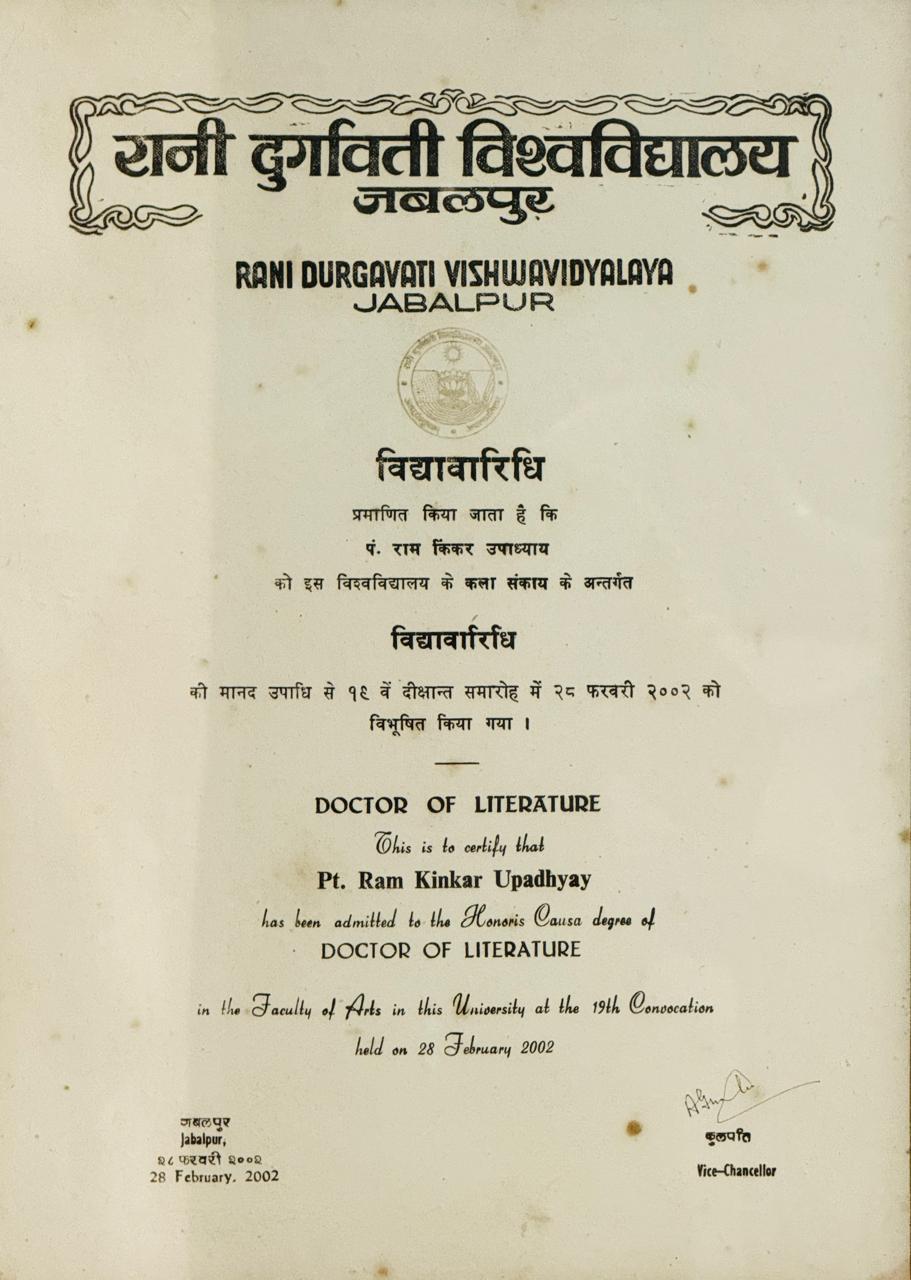 रानी दुर्गावती विश्वविद्यालय
जबलपुर
RANI DURGAVATI VISHWAVIDYALAYA
JABALPUR
विद्यावारिधि
प्रमाणित किया जाता है कि
पं. राम किंकर उपाध्याय
को इस विश्वविद्यालय के कला संकाय के अन्तर्गत
विद्यावारिधि
की मानद उपाधि से १९ वें दीक्षान्त समारोह में २८ फरवरी २००२ को
विभूषित किया गया ।
DOCTOR OF LITERATURE
This is to certify that
Pt. Ram Kinkar Upadhyay
has been admitted to the Honoris Causa degree of
DOCTOR OF LITERATURE
in the Faculty of Arts in this University at the 19th Convocation
held on 28 February 2002
जबलपुर
Jabalpur,
२८ फरवरी २००२
28 February. 2002
कुलपति
Vice-Chancellor